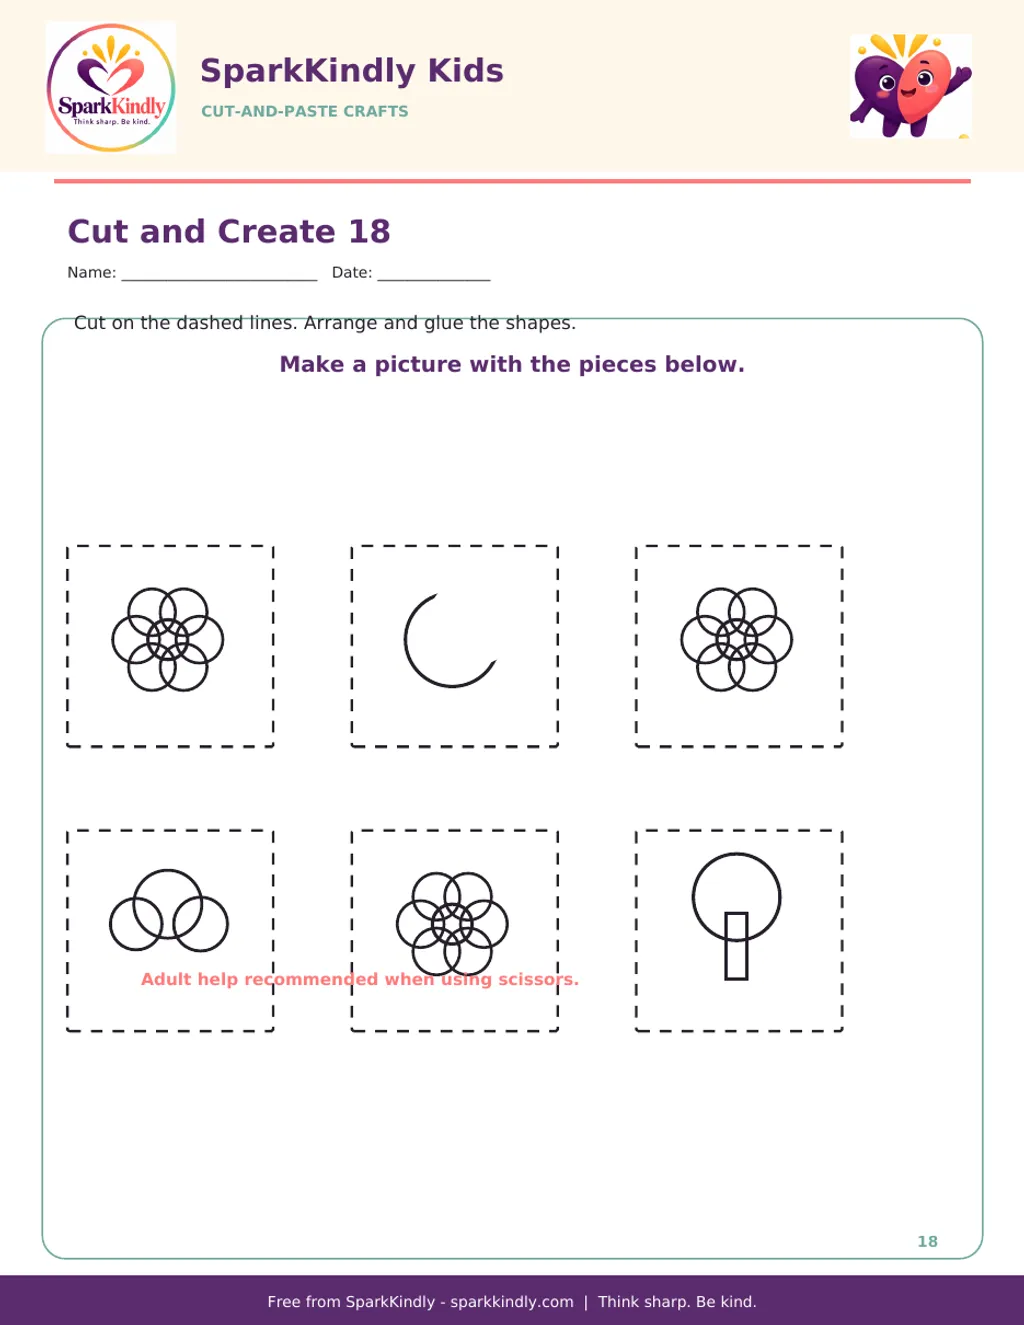 SparkKindly
Think sharp. Be kind.
SparkKindly Kids
CUT-AND-PASTE CRAFTS
Cut and Create 18
Name: ____________________________ Date: ________________
Cut on the dashed lines. Arrange and glue the shapes.
Make a picture with the pieces below.
Adult help recommended when using scissors.
18
Free from SparkKindly - sparkkindly.com | Think sharp. Be kind.